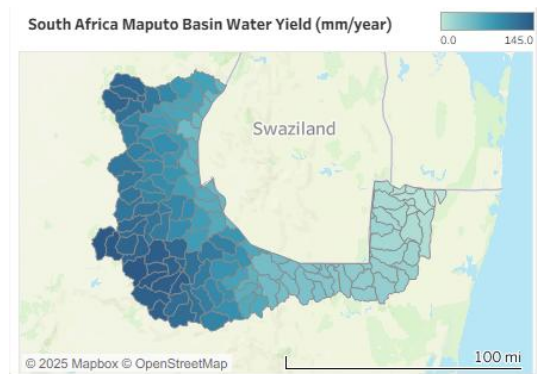 South Africa Maputo Basin Water Yield (mm/year)
0.0 145.0
Swaziland
100 mi
© 2025 Mapbox © OpenStreetMap